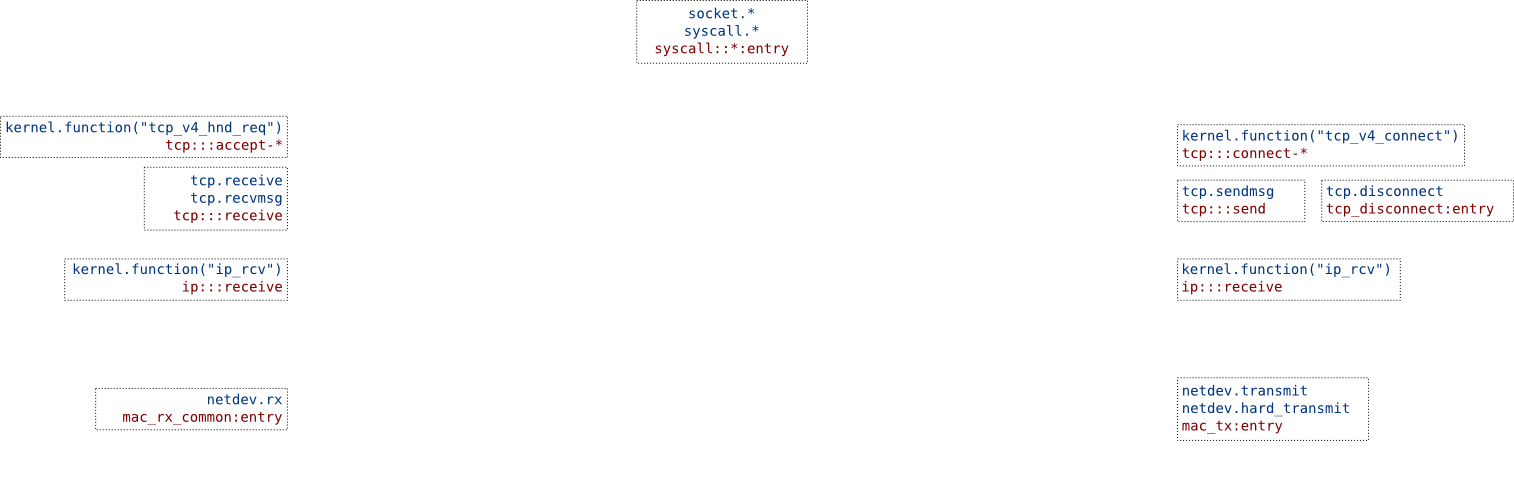 socket.*
syscall.*
syscall::*:entry
kernel.function("tcp_v4_hnd_req")
tcp:::accept-*
kernel.function("tcp_v4_connect")
tcp:::connect-*
tcp.receive
tcp.recvmsg
tcp:::receive
tcp.sendmsg
tcp:::send
tcp.disconnect
tcp_disconnect:entry
kernel.function("ip_rcv")
ip:::receive
kernel.function("ip_rcv")
ip:::receive
netdev.rx
mac_rx_common:entry
netdev.transmit
netdev.hard_transmit
mac_tx:entry